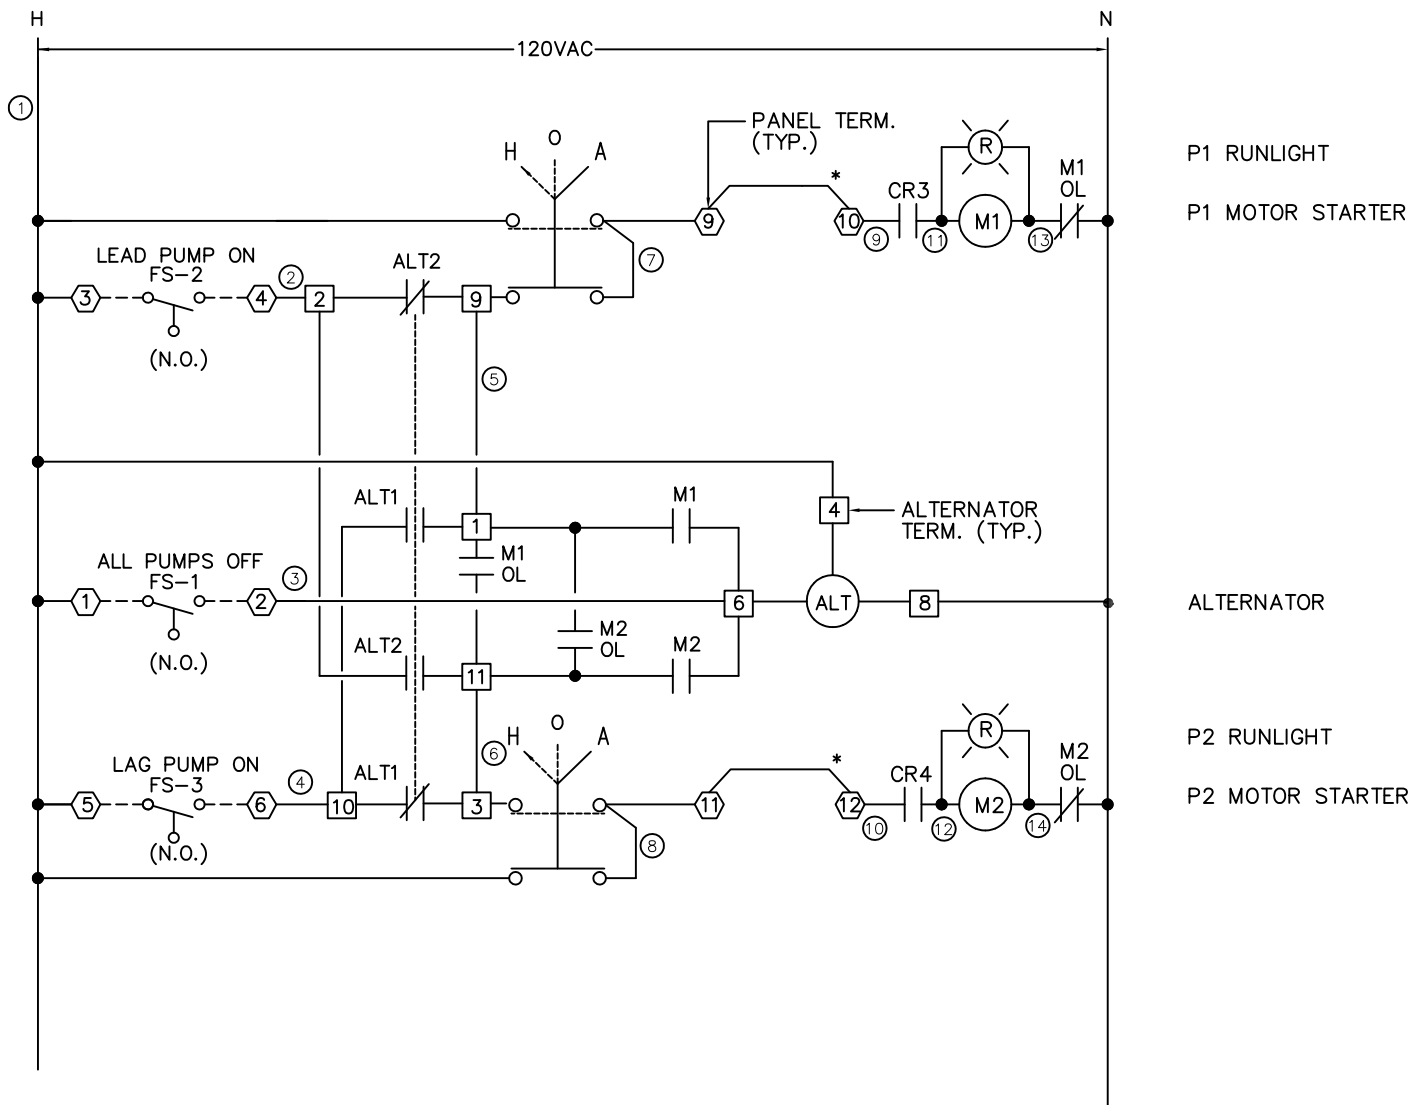 H
N
120VAC
1
PANEL TERM.
(TYP.)
H O A
*
R
P1 RUNLIGHT
M1
OL
CR3
9
10
M1
P1 MOTOR STARTER
9
11
13
7
LEAD PUMP ON
FS-2
2
ALT2
3
4
2
9
(N.O.)
5
ALT1
M1
4
ALTERNATOR
TERM. (TYP.)
1
M1
OL
ALL PUMPS OFF
FS-1
3
1
2
6
ALT
8
ALTERNATOR
(N.O.)
M2
OL
ALT2
M2
11
H O A
*
R
P2 RUNLIGHT
6
LAG PUMP ON
FS-3
4
ALT1
M2
OL
CR4
5
6
10
3
11
12
M2
P2 MOTOR STARTER
10
12
14
8
(N.O.)